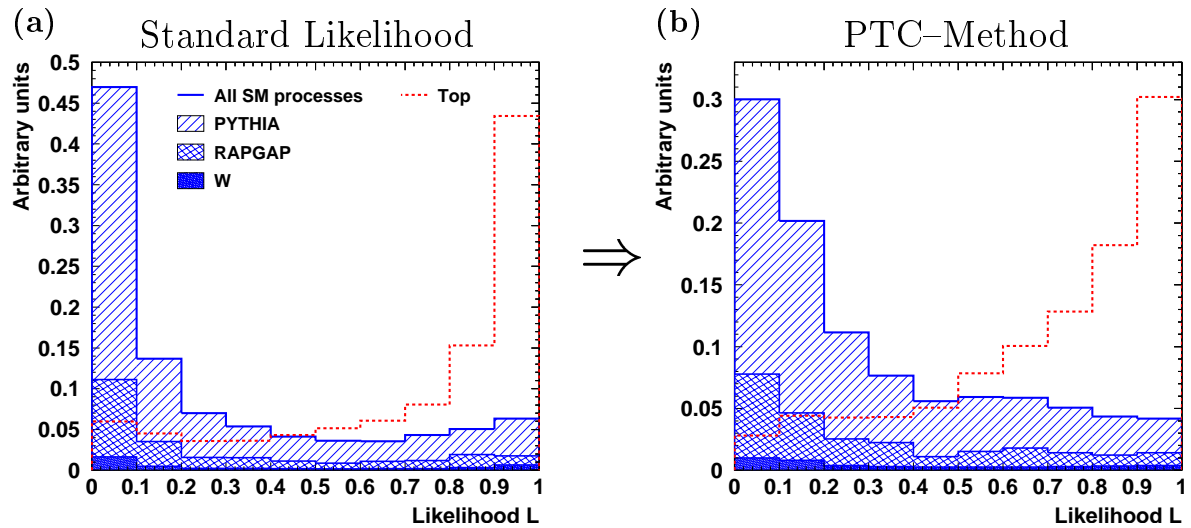 (a)
Standard Likelihood
Arbitrary units
0.5
0.45
0.4
0.35
0.3
0.25
0.2
0.15
0.1
0.05
0
All SM processes
Top
PYTHIA
RAPGAP
W
0 0.1 0.2 0.3 0.4 0.5 0.6 0.7 0.8 0.9 1
Likelihood L
⇒
(b)
PTC–Method
Arbitrary units
0.3
0.25
0.2
0.15
0.1
0.05
0
0 0.1 0.2 0.3 0.4 0.5 0.6 0.7 0.8 0.9 1
Likelihood L